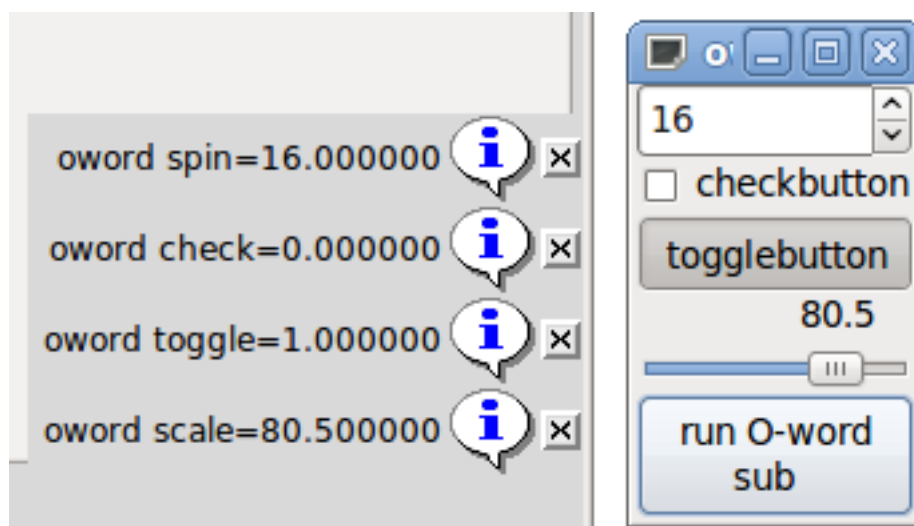 oword spin=16.000000
oword check=0.000000
oword toggle=1.000000
oword scale=80.500000
16
checkbutton
togglebutton
80.5
run O-word
sub